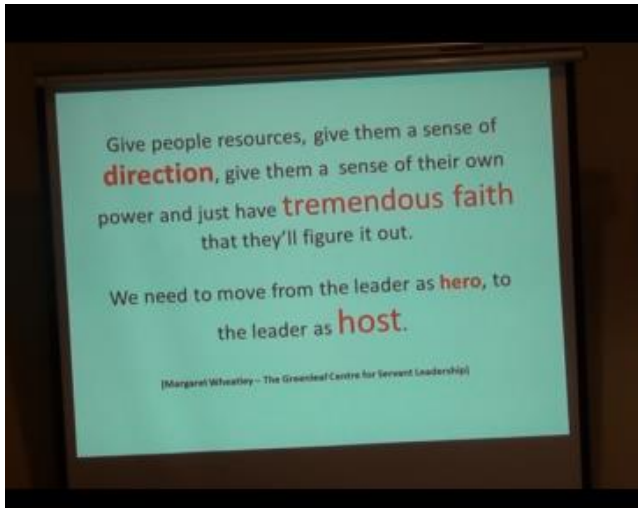 Give people resources, give them a sense of
direction, give them a sense of their own
power and just have tremendous faith
that they'll figure it out.
We need to move from the leader as hero, to
the leader as host.
(Margaret Wheatley – The Greenleaf Centre for Servant Leadership)